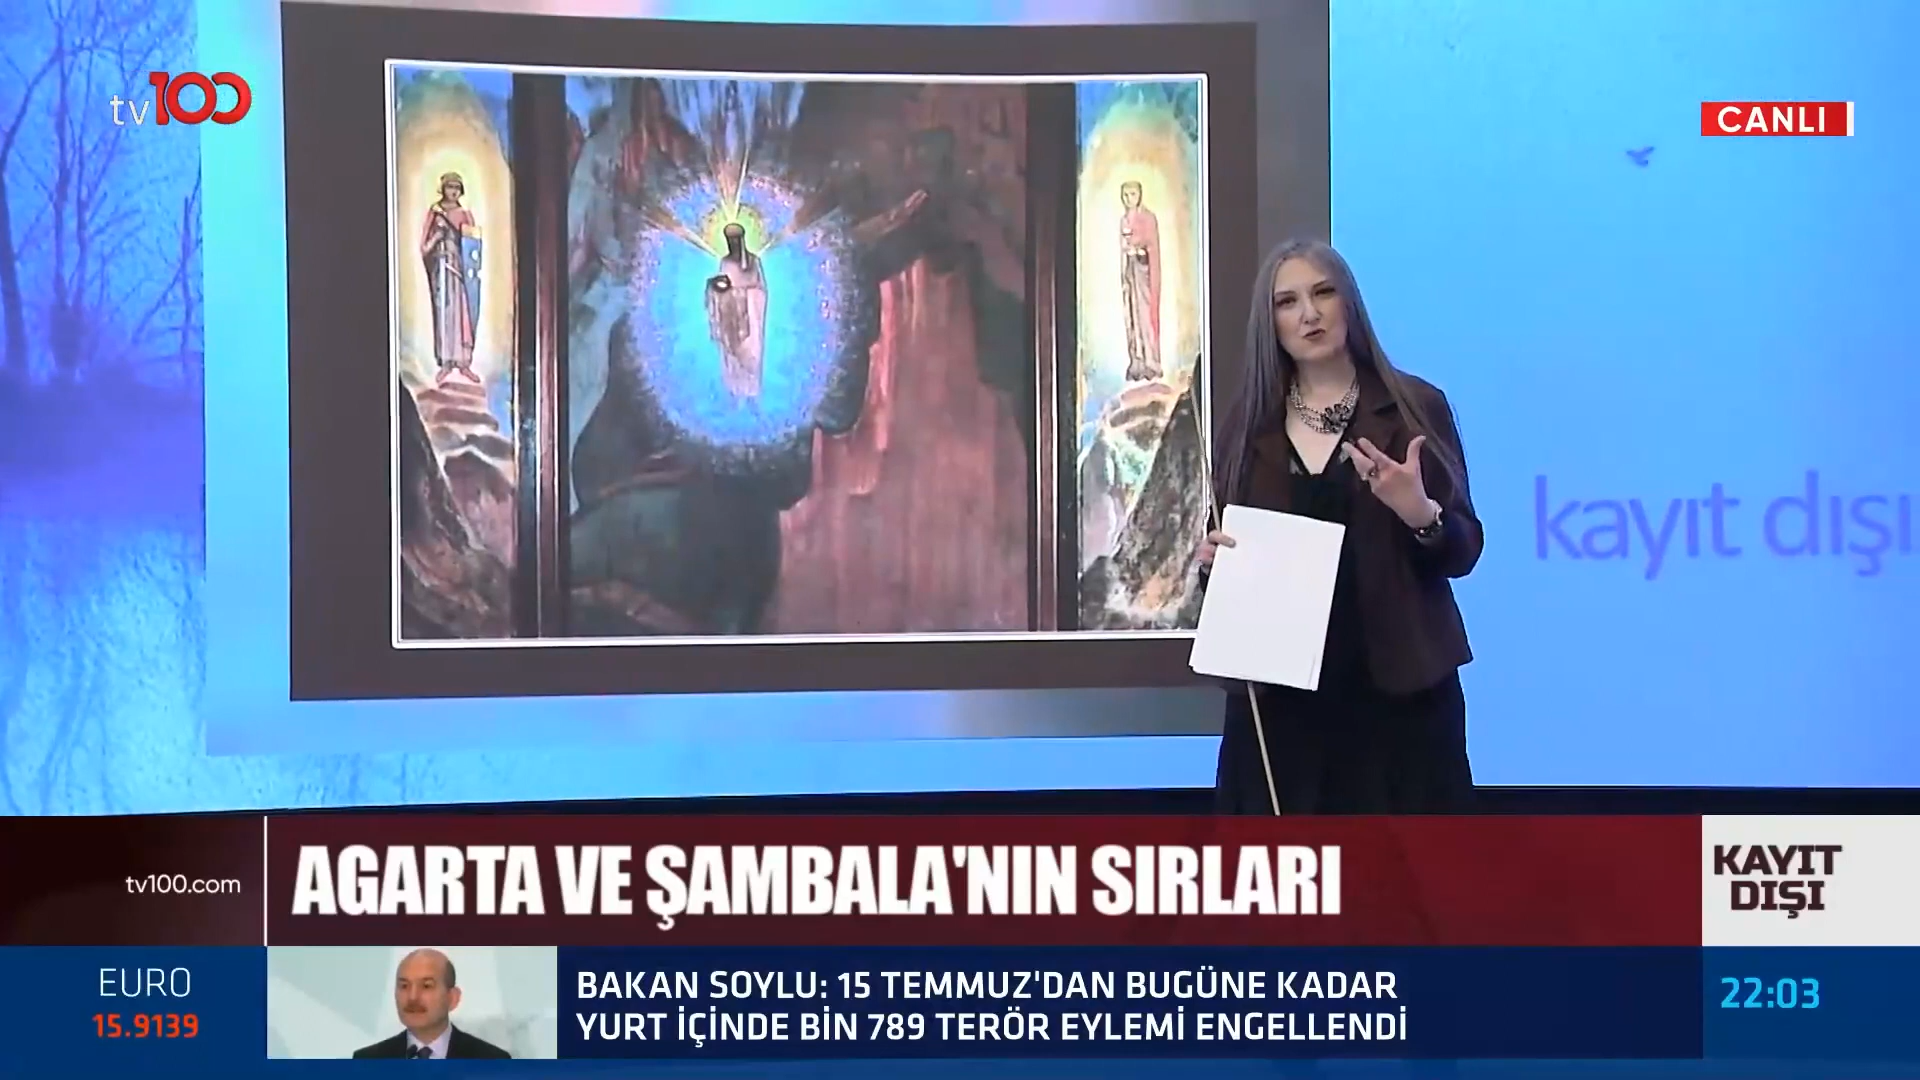 tv100
CANLI
kayıt dışı
tv100.com
AGARTA VE ŞAMBALA'NIN SIRLARI
KAYIT
DIŞI
EURO
15.9139
BAKAN SOYLU: 15 TEMMUZ'DAN BUGÜNE KADAR
YURT İÇİNDE BİN 789 TERÖR EYLEMİ ENGELLENDİ
22:03